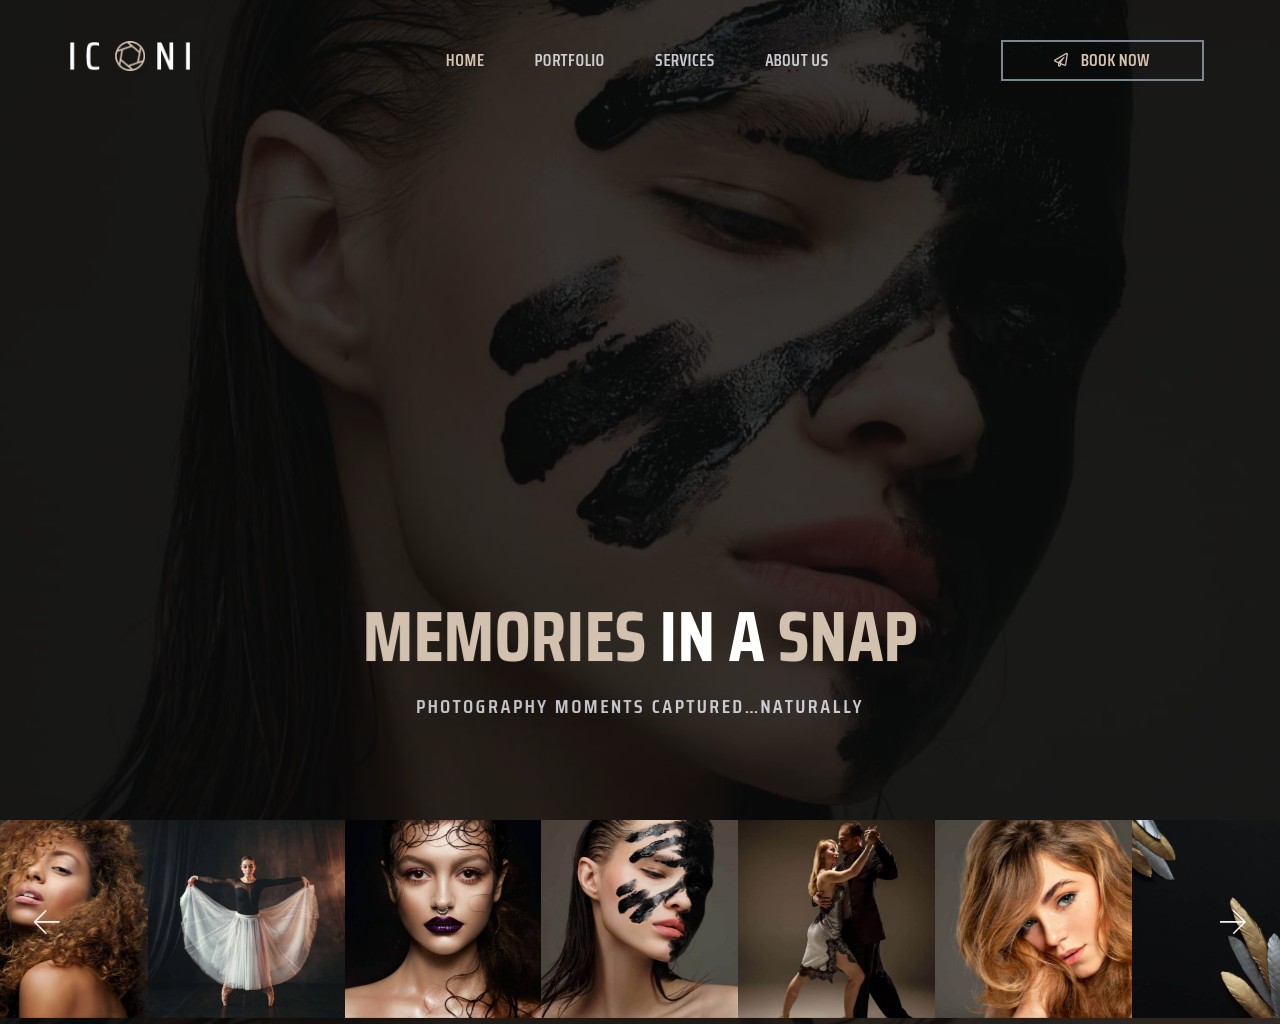 ICONI
HOME
PORTFOLIO
SERVICES
ABOUT US
BOOK NOW
MEMORIES IN A SNAP
PHOTOGRAPHY MOMENTS CAPTURED...NATURALLY